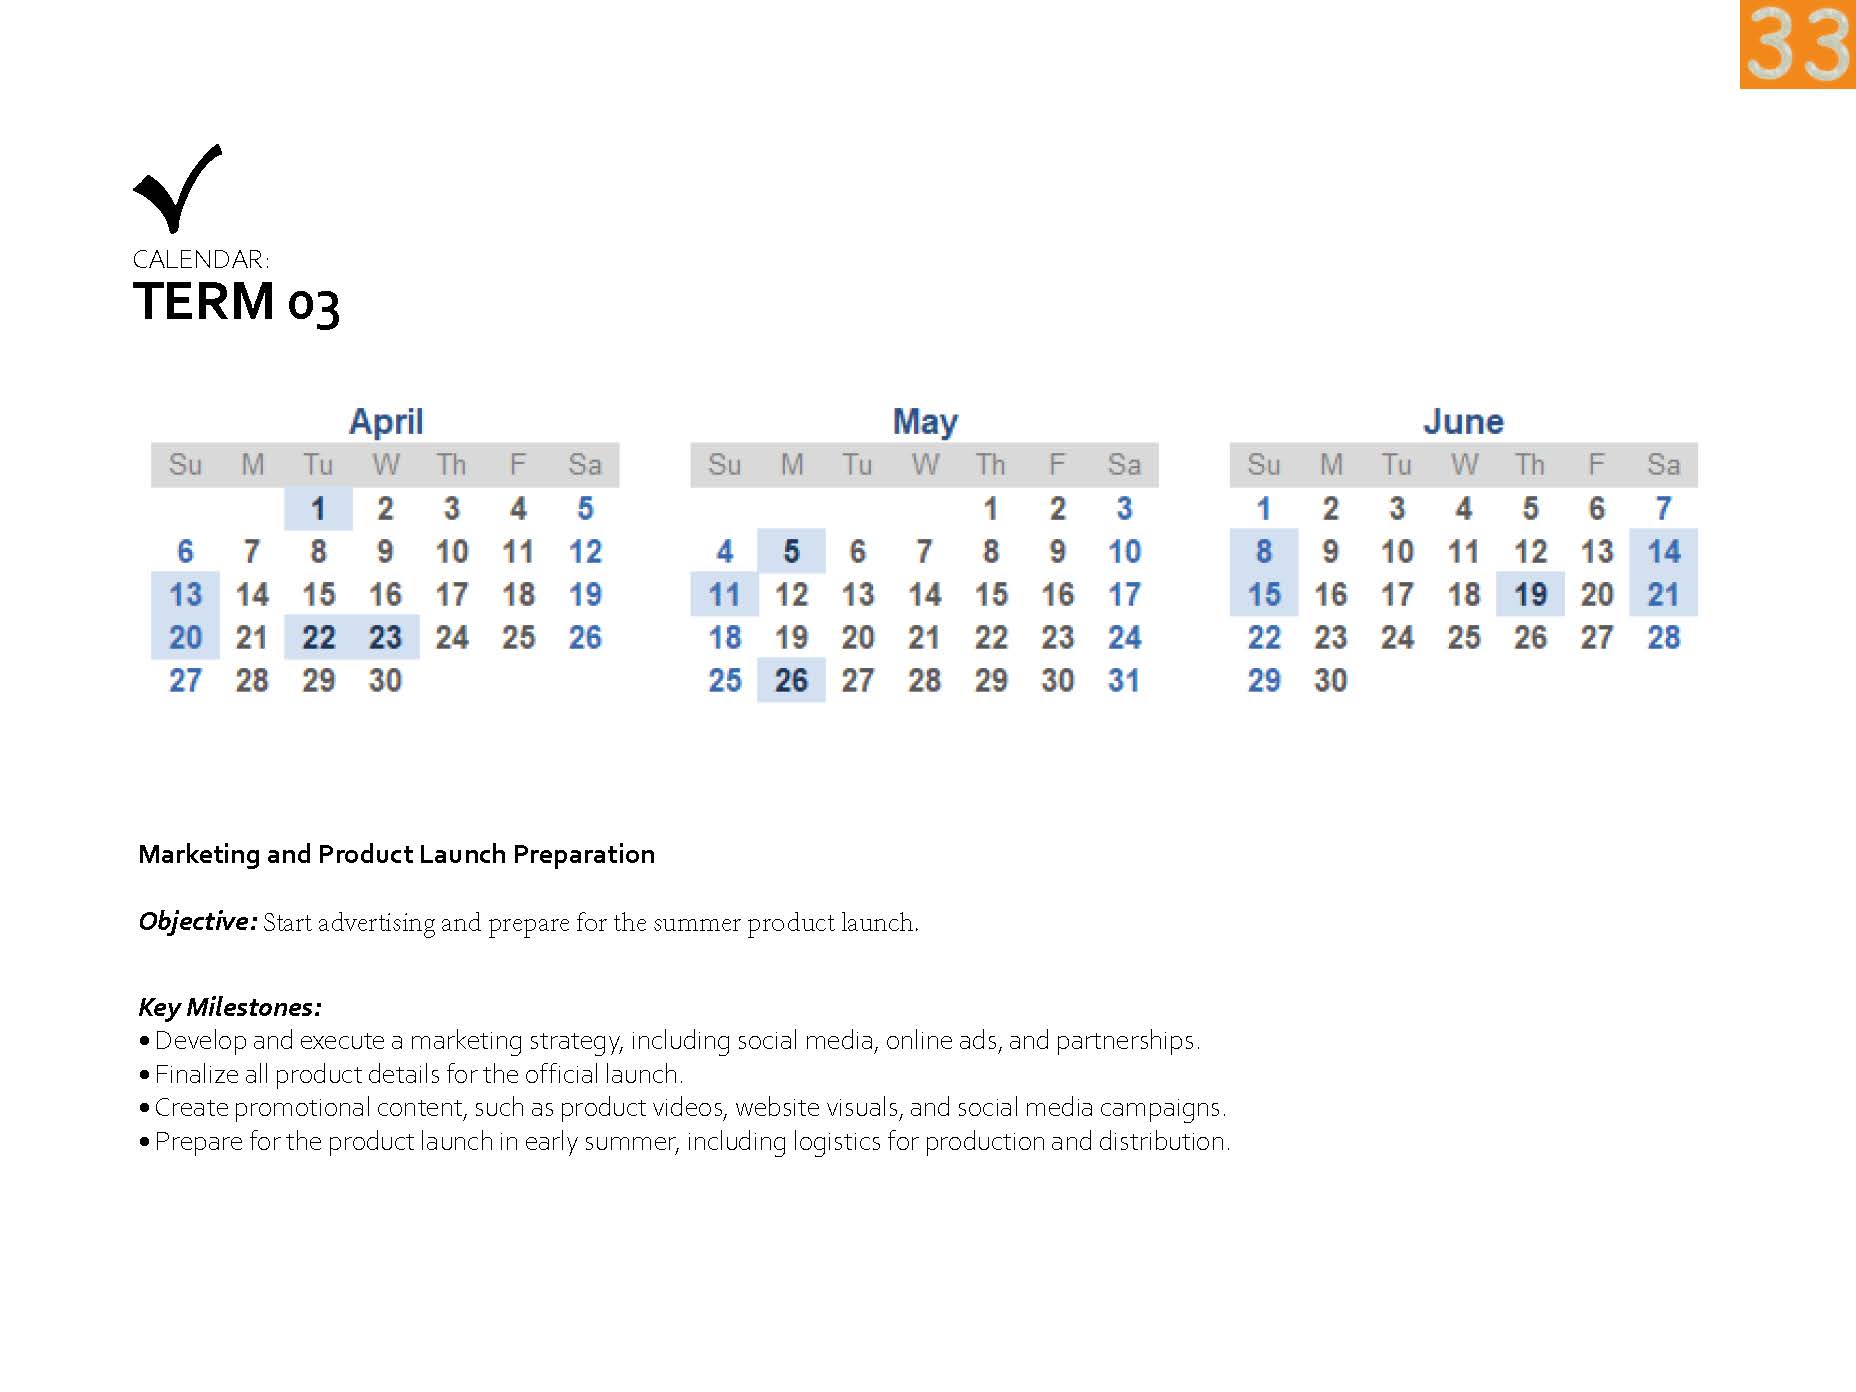 33
CALENDAR:
TERM 03
April
Su M Tu W Th F Sa
1 2 3 4 5
6 7 8 9 10 11 12
13 14 15 16 17 18 19
20 21 22 23 24 25 26
27 28 29 30
May
Su M Tu W Th F Sa
1 2 3
4 5 6 7 8 9 10
11 12 13 14 15 16 17
18 19 20 21 22 23 24
25 26 27 28 29 30 31
June
Su M Tu W Th F Sa
1 2 3 4 5 6 7
8 9 10 11 12 13 14
15 16 17 18 19 20 21
22 23 24 25 26 27 28
29 30
Marketing and Product Launch Preparation
Objective: Start advertising and prepare for the summer product launch.
Key Milestones:
• Develop and execute a marketing strategy, including social media, online ads, and partnerships.
• Finalize all product details for the official launch.
• Create promotional content, such as product videos, website visuals, and social media campaigns.
• Prepare for the product launch in early summer, including logistics for production and distribution.